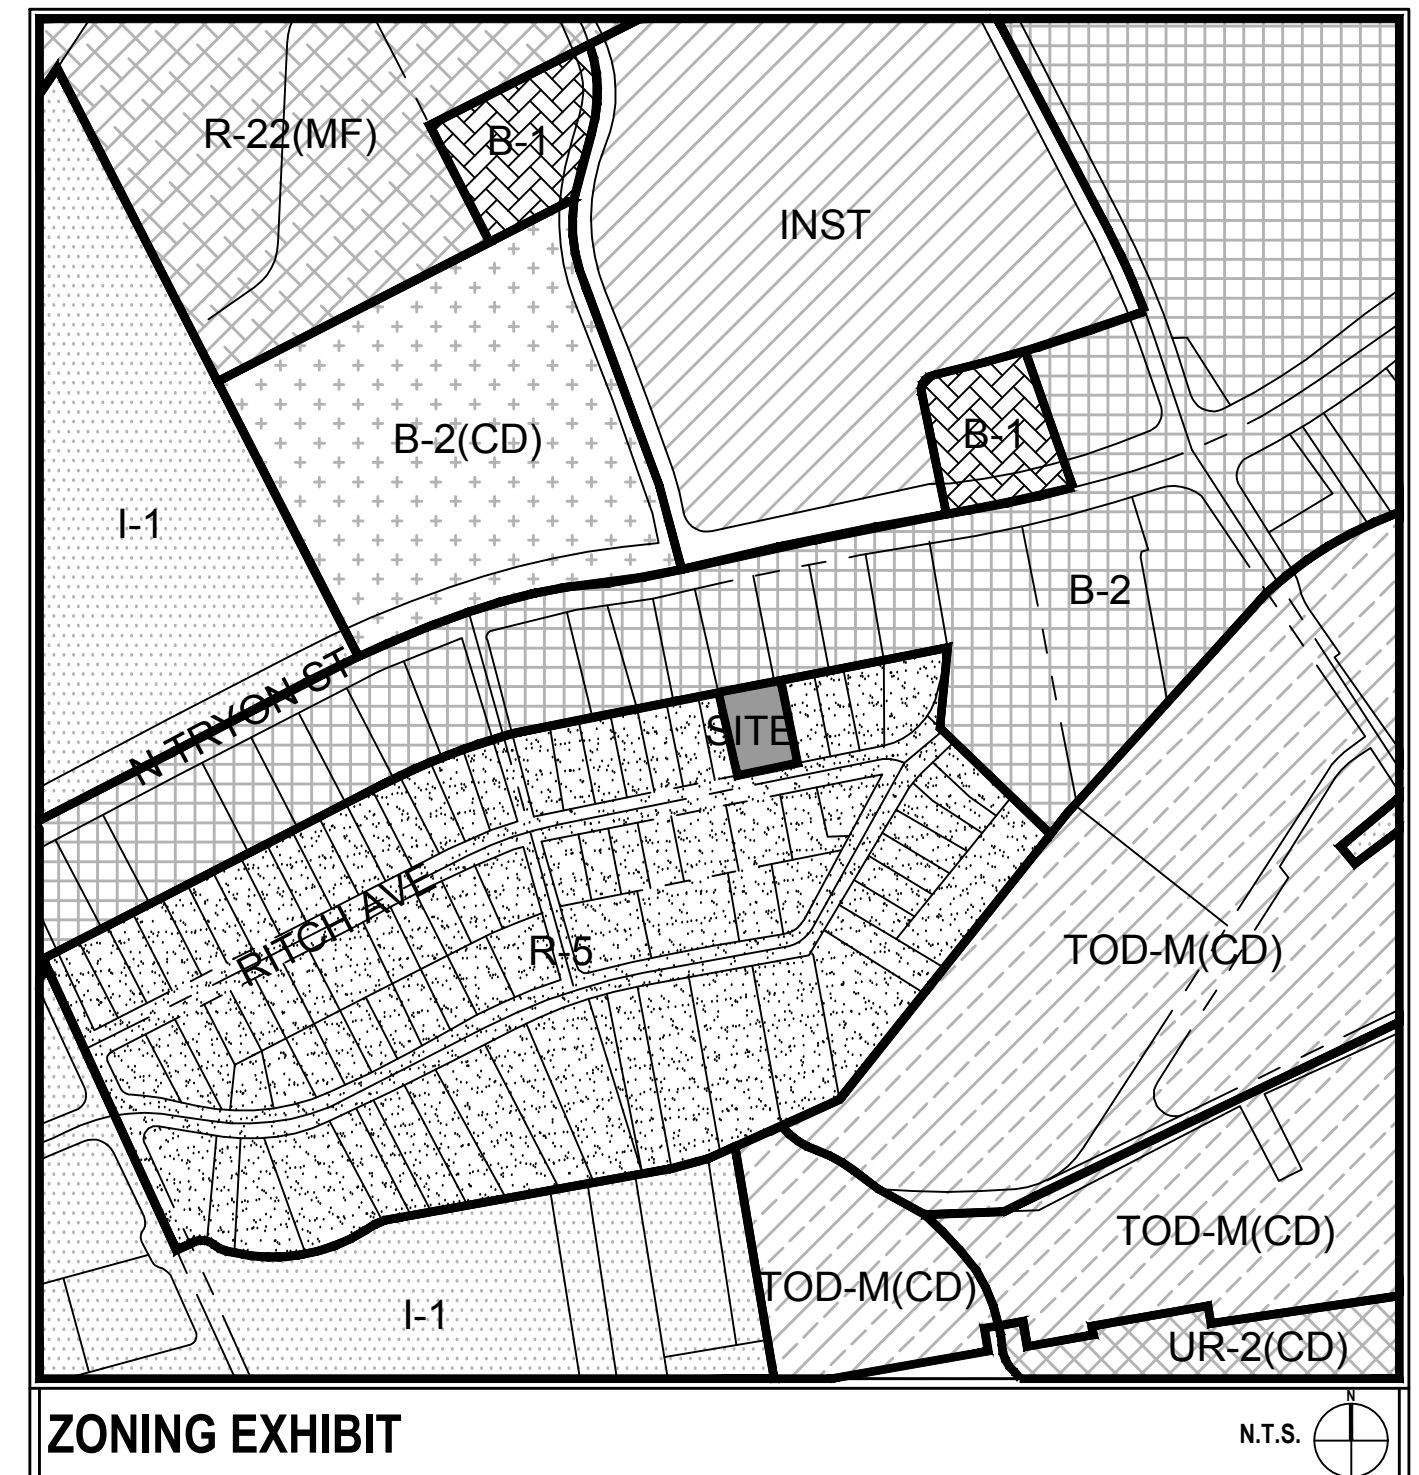 R-22(MF)
B-1
INST
B-2(CD)
B-1
I-1
B-2
N TRYON ST
SITE
RITCH AVE
R-5
TOD-M(CD)
TOD-M(CD)
TOD-M(CD)
I-1
UR-2(CD)
ZONING EXHIBIT
N.T.S.
N